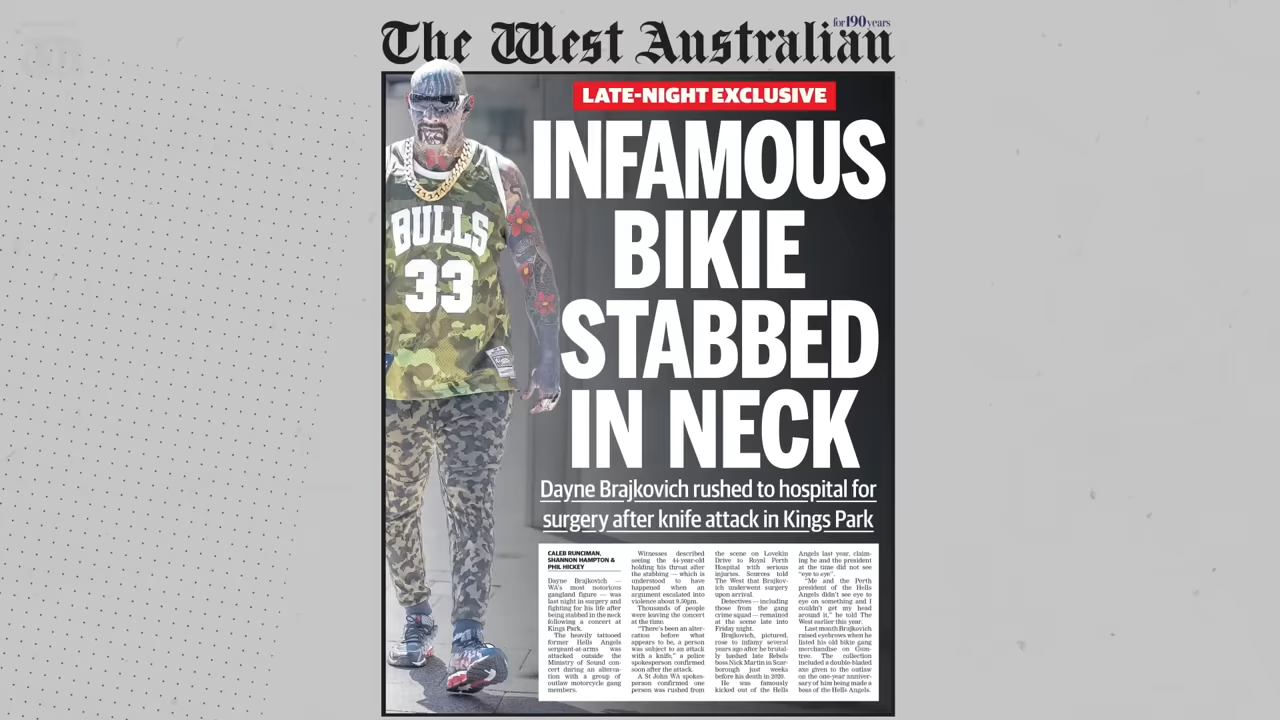 The West Australian
for 190 years
LATE-NIGHT EXCLUSIVE
INFAMOUS
BIKIE
STABBED
IN NECK
BULLS
33
Dayne Brajkovich rushed to hospital for
surgery after knife attack in Kings Park
CALEB RUNCIMAN,
SHANNON HAMPTON &
PHIL HICKEY
Dayne Brajkovich —
WA's most notorious
gangland figure — was
last night in surgery and
fighting for his life after
being stabbed in the neck
following a concert at
Kings Park.
The heavily tattooed
former Hells Angels
sergeant-at-arms was
attacked outside the
Ministry of Sound con-
cert during an alterca-
tion with a group of
outlaw motorcycle gang
members.
Witnesses described
seeing the 44-year-old
holding his throat after
the stabbing — which is
understood to have
happened when an
argument escalated into
violence about 9.50pm.
Thousands of people
were leaving the concert
at the time.
"There's been an alter-
cation before what
appears to be, a person
was subject to an attack
with a knife," a police
spokesperson confirmed
soon after the attack.
A St John WA spokes-
person confirmed one
person was rushed from
the scene on Lovekin
Drive to Royal Perth
Hospital with serious
injuries. Sources told
The West that Brajkov-
ich underwent surgery
upon arrival.
Detectives — including
those from the gang
crime squad — remained
at the scene late into
Friday night.
Brajkovich, pictured,
rose to infamy several
years ago after he brutal-
ly bashed late Rebels
boss Nick Martin in Scar-
borough just weeks
before his death in 2020.
He was famously
kicked out of the Hells
Angels last year, claim-
ing he and the president
at the time did not see
"eye to eye".
"Me and the Perth
president of the Hells
Angels didn't see eye to
eye on something and I
couldn't get my head
around it," he told The
West earlier this year.
Last month Brajkovich
raised eyebrows when he
listed his old bikie gang
merchandise on Gum-
tree. The collection
included a double-bladed
axe given to the outlaw
on the one-year anniver-
sary of him being made a
boss of the Hells Angels.